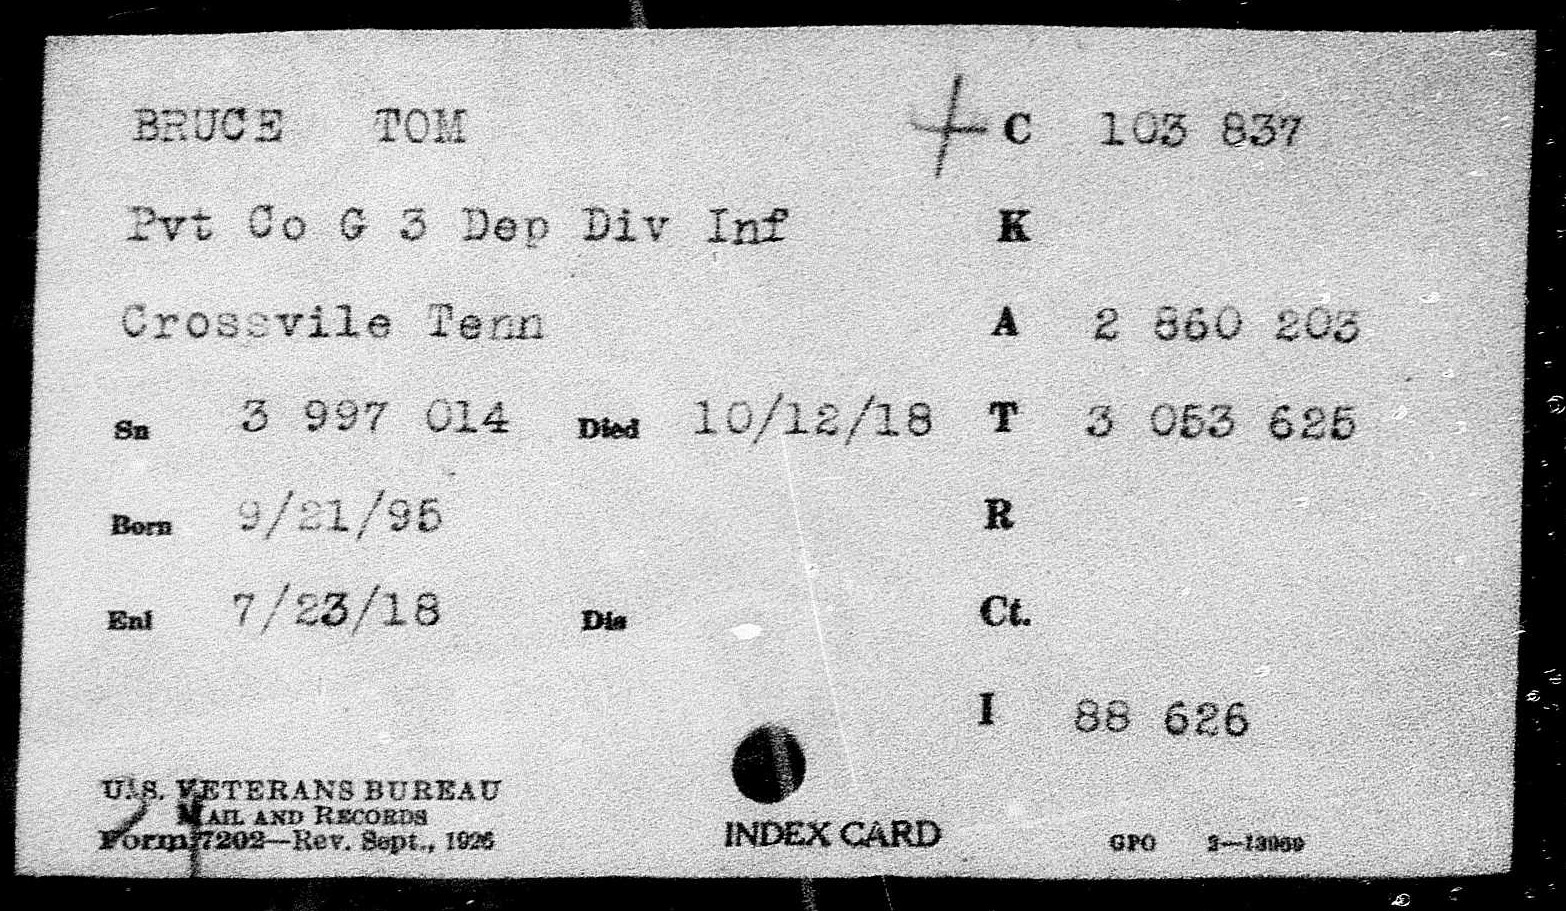 BRUCE TOM C 103 837
Pvt Co G 3 Dep Div Inf K
Crossvile Tenn A 2 860 203
Sn 3 997 014 Died 10/12/18 T 3 053 625
Born 9/21/95 R
Enl 7/23/18 Dis Ct.
I 88 626
U.S. VETERANS BUREAU
MAIL AND RECORDS
Form 7202—Rev. Sept., 1926
INDEX CARD
GPO